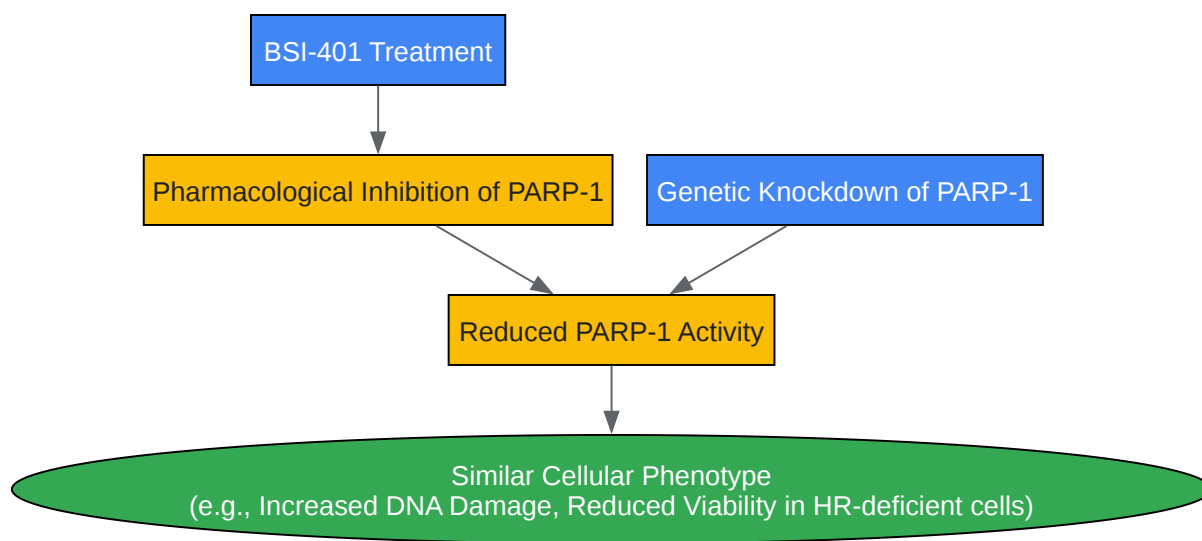 BSI-401 Treatment
Pharmacological Inhibition of PARP-1
Genetic Knockdown of PARP-1
Reduced PARP-1 Activity
Similar Cellular Phenotype
(e.g., Increased DNA Damage, Reduced Viability in HR-deficient cells)